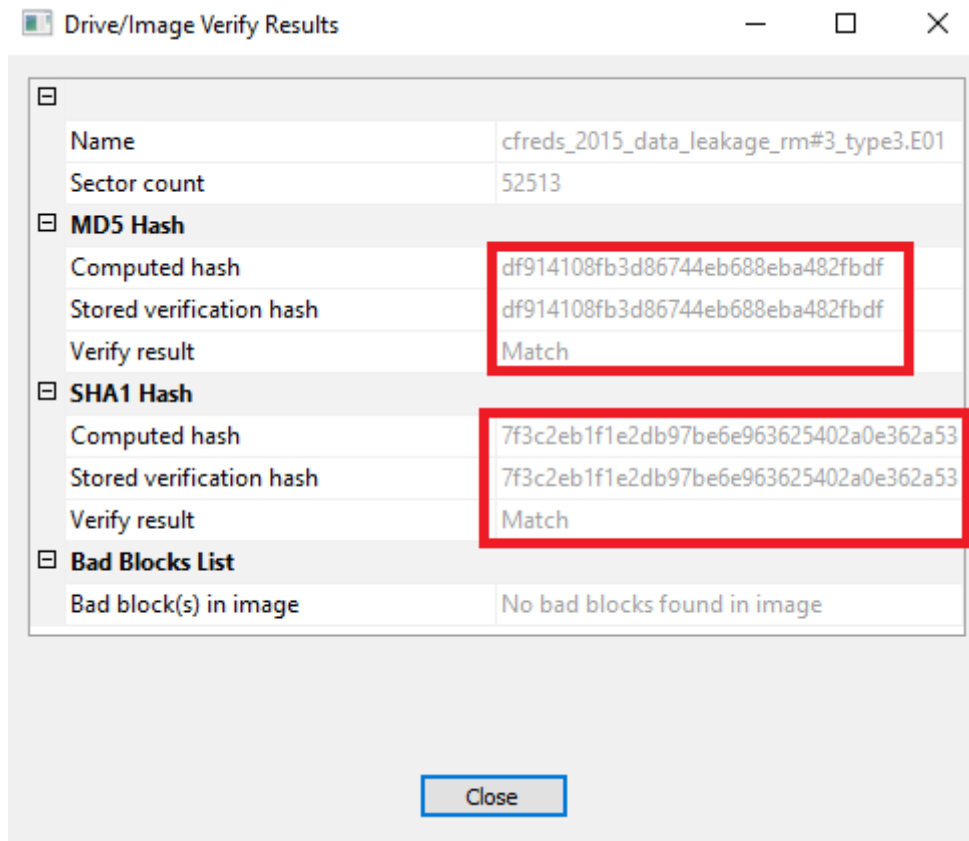 Drive/Image Verify Results
Name cfreds_2015_data_leakage_rm#3_type3.E01
Sector count 52513
MD5 Hash
Computed hash df914108fb3d86744eb688eba482fbdf
Stored verification hash df914108fb3d86744eb688eba482fbdf
Verify result Match
SHA1 Hash
Computed hash 7f3c2eb1f1e2db97be6e963625402a0e362a53
Stored verification hash 7f3c2eb1f1e2db97be6e963625402a0e362a53
Verify result Match
Bad Blocks List
Bad block(s) in image No bad blocks found in image
Close